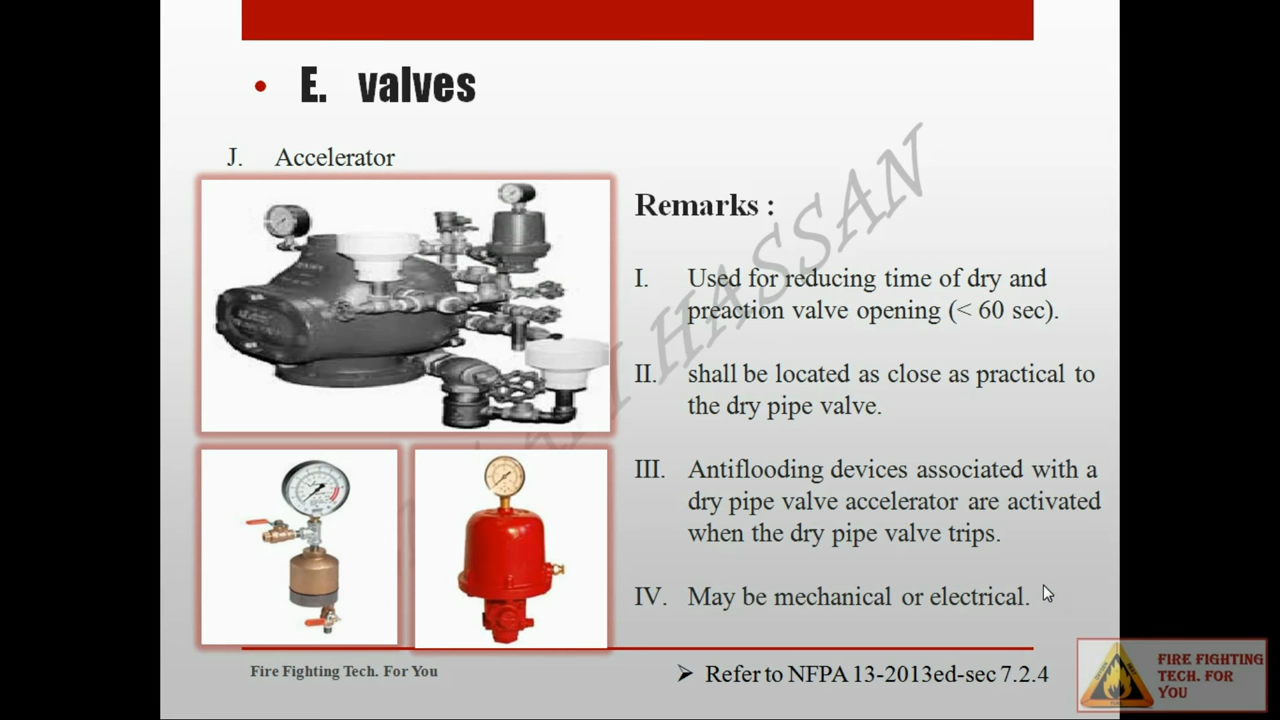 • E. valves
J. Accelerator
Remarks :
I. Used for reducing time of dry and
preaction valve opening (< 60 sec).
II. shall be located as close as practical to
the dry pipe valve.
III. Antiflooding devices associated with a
dry pipe valve accelerator are activated
when the dry pipe valve trips.
IV. May be mechanical or electrical.
HASSAN
Fire Fighting Tech. For You
➢ Refer to NFPA 13-2013ed-sec 7.2.4
FIRE FIGHTING
TECH. FOR
YOU